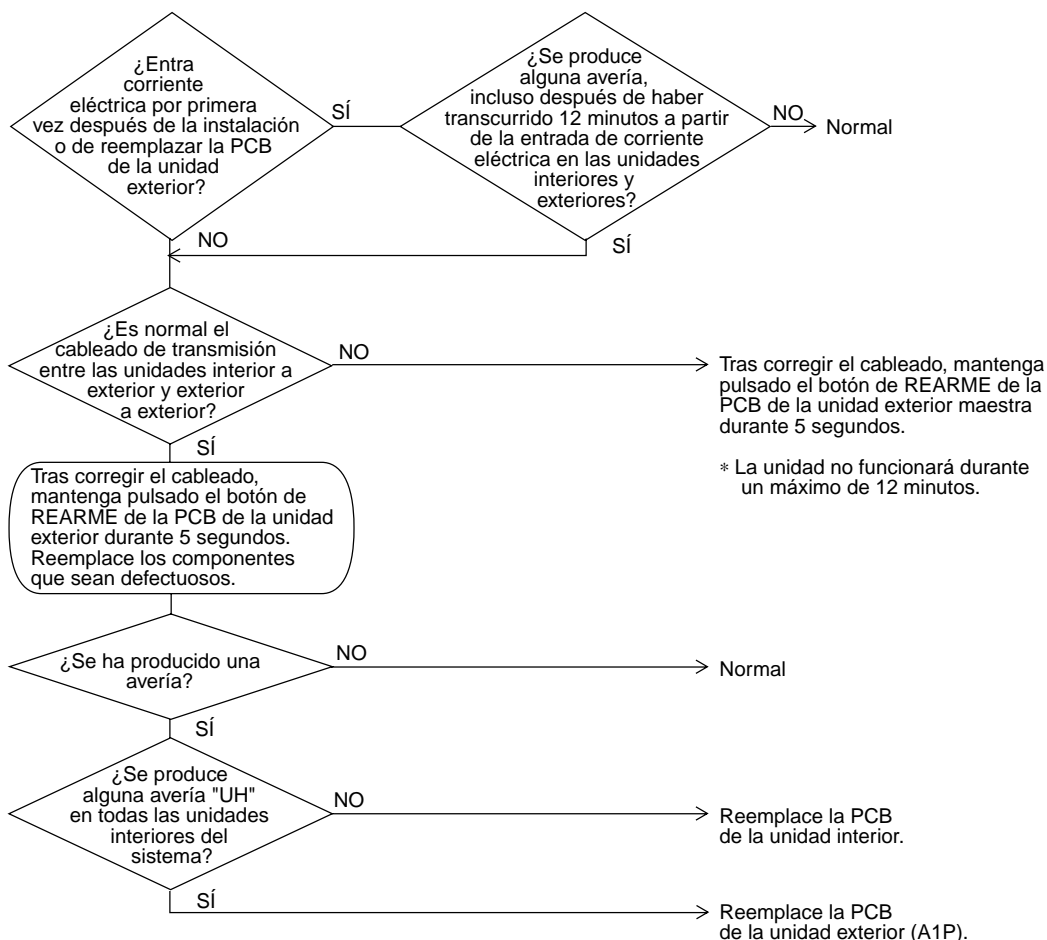 ¿Entra
corriente
eléctrica por primera
vez después de la instalación
o de reemplazar la PCB
de la unidad
exterior?
SÍ
¿Se produce
alguna avería,
incluso después de haber
transcurrido 12 minutos a partir
de la entrada de corriente
eléctrica en las unidades
interiores y
exteriores?
NO
Normal
NO
SÍ
¿Es normal el
cableado de transmisión
entre las unidades interior a
exterior y exterior
a exterior?
NO
Tras corregir el cableado, mantenga
pulsado el botón de REARME de la
PCB de la unidad exterior maestra
durante 5 segundos.
* La unidad no funcionará durante
un máximo de 12 minutos.
SÍ
Tras corregir el cableado,
mantenga pulsado el botón de
REARME de la PCB de la unidad
exterior durante 5 segundos.
Reemplace los componentes
que sean defectuosos.
¿Se ha producido una
avería?
NO
Normal
SÍ
¿Se produce
alguna avería "UH"
en todas las unidades
interiores del
sistema?
NO
Reemplace la PCB
de la unidad interior.
SÍ
Reemplace la PCB
de la unidad exterior (A1P).